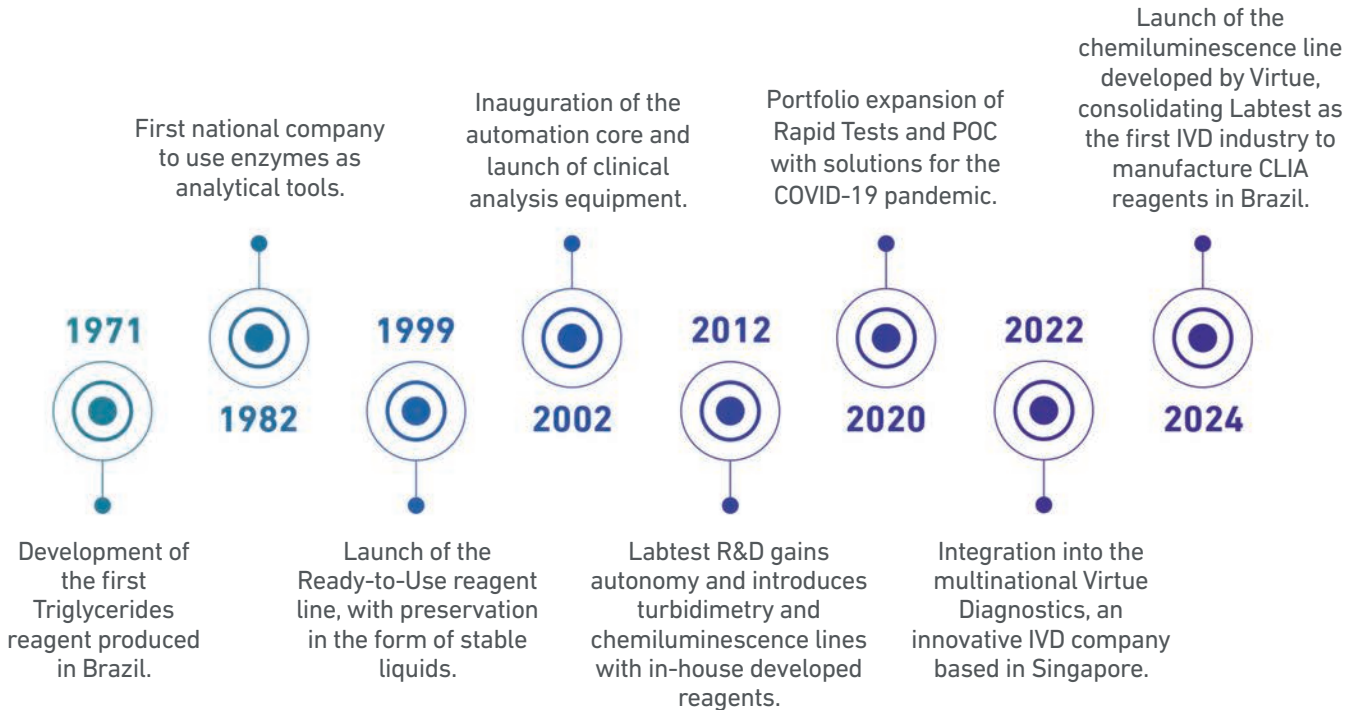 1971
Development of
the first
Triglycerides
reagent produced
in Brazil.
First national company
to use enzymes as
analytical tools.
1982
1999
Launch of the
Ready-to-Use reagent
line, with preservation
in the form of stable
liquids.
Inauguration of the
automation core and
launch of clinical
analysis equipment.
2002
2012
Labtest R&D gains
autonomy and introduces
turbidimetry and
chemiluminescence lines
with in-house developed
reagents.
Portfolio expansion of
Rapid Tests and POC
with solutions for the
COVID-19 pandemic.
2020
2022
Integration into the
multinational Virtue
Diagnostics, an
innovative IVD company
based in Singapore.
Launch of the
chemiluminescence line
developed by Virtue,
consolidating Labtest as
the first IVD industry to
manufacture CLIA
reagents in Brazil.
2024